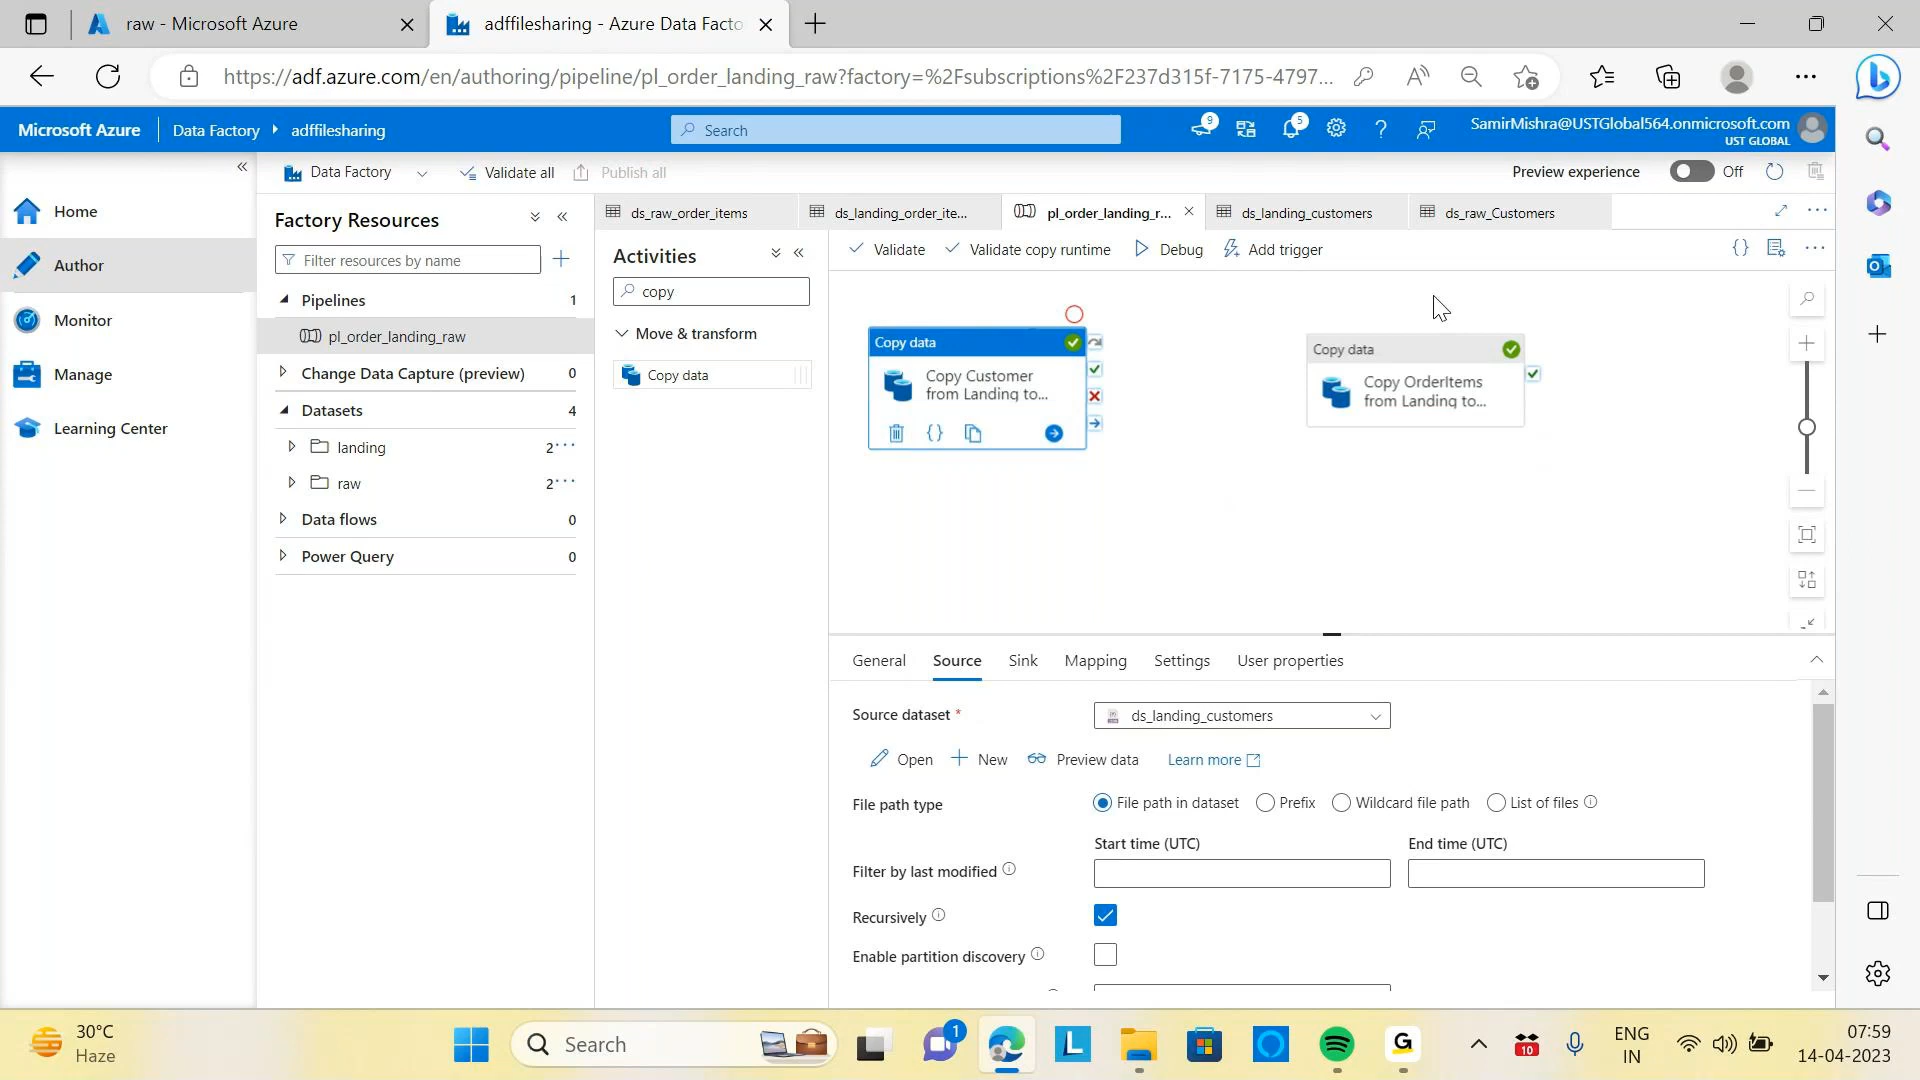 raw - Microsoft Azure
adffilesharing - Azure Data Facto
https://adf.azure.com/en/authoring/pipeline/pl_order_landing_raw?factory=%2Fsubscriptions%2F237d315f-7175-4797...
Microsoft Azure
Data Factory
adffilesharing
Search
9
5
SamirMishra@USTGlobal564.onmicrosoft.com
UST GLOBAL
Data Factory
Validate all
Publish all
Preview experience
Off
Home
Author
Monitor
Manage
Learning Center
Factory Resources
Filter resources by name
Pipelines 1
pl_order_landing_raw
Change Data Capture (preview) 0
Datasets 4
landing 2
raw 2
Data flows 0
Power Query 0
ds_raw_order_items
ds_landing_order_ite...
pl_order_landing_r...
ds_landing_customers
ds_raw_Customers
Activities
copy
Move & transform
Copy data
Validate
Validate copy runtime
Debug
Add trigger
Copy data
Copy Customer
from Landing to...
Copy data
Copy OrderItems
from Landing to...
General
Source
Sink
Mapping
Settings
User properties
Source dataset *
ds_landing_customers
Open
New
Preview data
Learn more
File path type
File path in dataset
Prefix
Wildcard file path
List of files
Start time (UTC)
End time (UTC)
Filter by last modified
Recursively
Enable partition discovery
30°C
Haze
Search
1
L
G
10
ENG
IN
07:59
14-04-2023